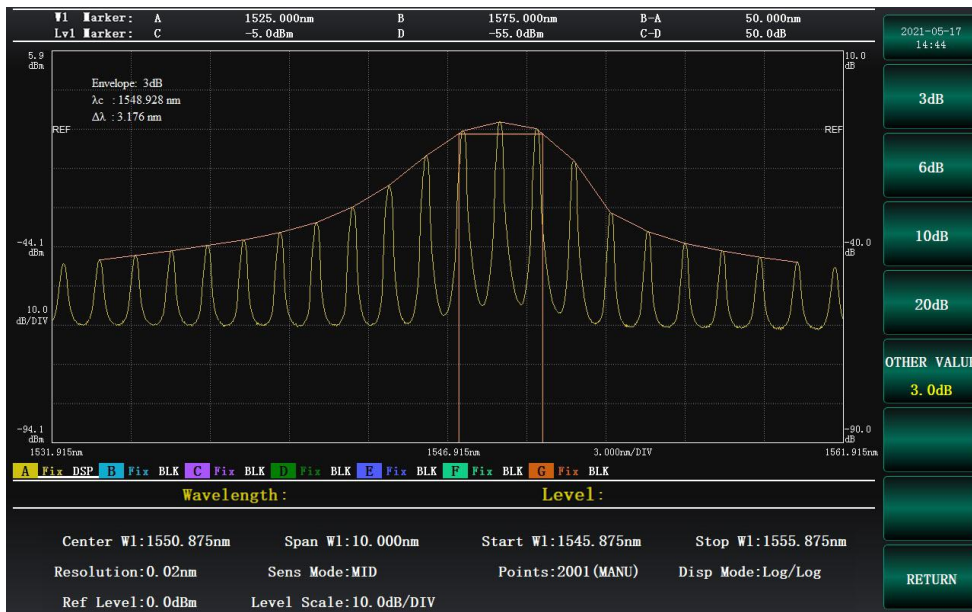 Wl Marker: A 1525.000nm B 1575.000nm B-A 50.000nm
Lvl Marker: C -5.0dBm D -55.0dBm C-D 50.0dB
2021-05-17
14:44
5.9
dBm
10.0
dB
Envelope: 3dB
λc : 1548.928 nm
Δλ : 3.176 nm
REF
REF
-44.1
dBm
-40.0
dB
10.0
dB/DIV
-94.1
dBm
-90.0
dB
1531.915nm 1546.915nm 3.000nm/DIV 1561.915nm
A Fix DSP B Fix BLK C Fix BLK D Fix BLK E Fix BLK F Fix BLK G Fix BLK
Wavelength: Level:
Center Wl:1550.875nm Span Wl:10.000nm Start Wl:1545.875nm Stop Wl:1555.875nm
Resolution:0.02nm Sens Mode:MID Points:2001(MANU) Disp Mode:Log/Log
Ref Level:0.0dBm Level Scale:10.0dB/DIV
3dB
6dB
10dB
20dB
OTHER VALUE
3.0dB
RETURN